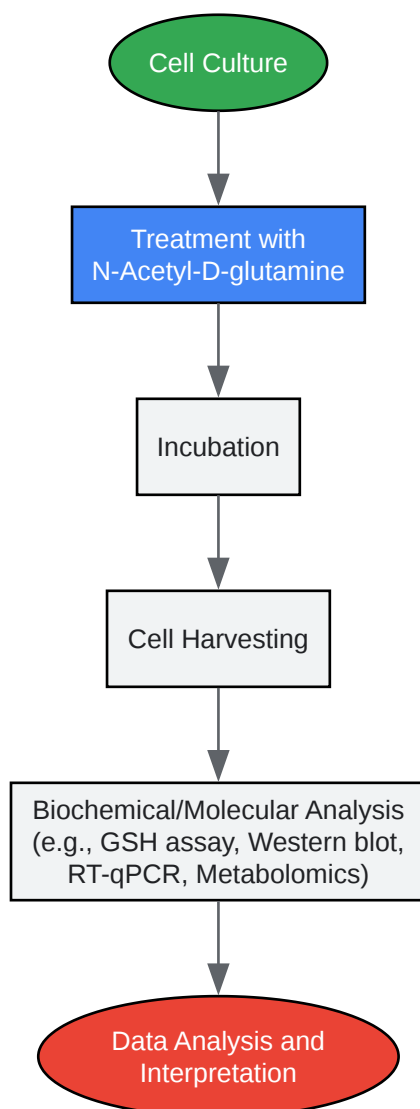 Cell Culture
Treatment with
N-Acetyl-D-glutamine
Incubation
Cell Harvesting
Biochemical/Molecular Analysis
(e.g., GSH assay, Western blot,
RT-qPCR, Metabolomics)
Data Analysis and
Interpretation